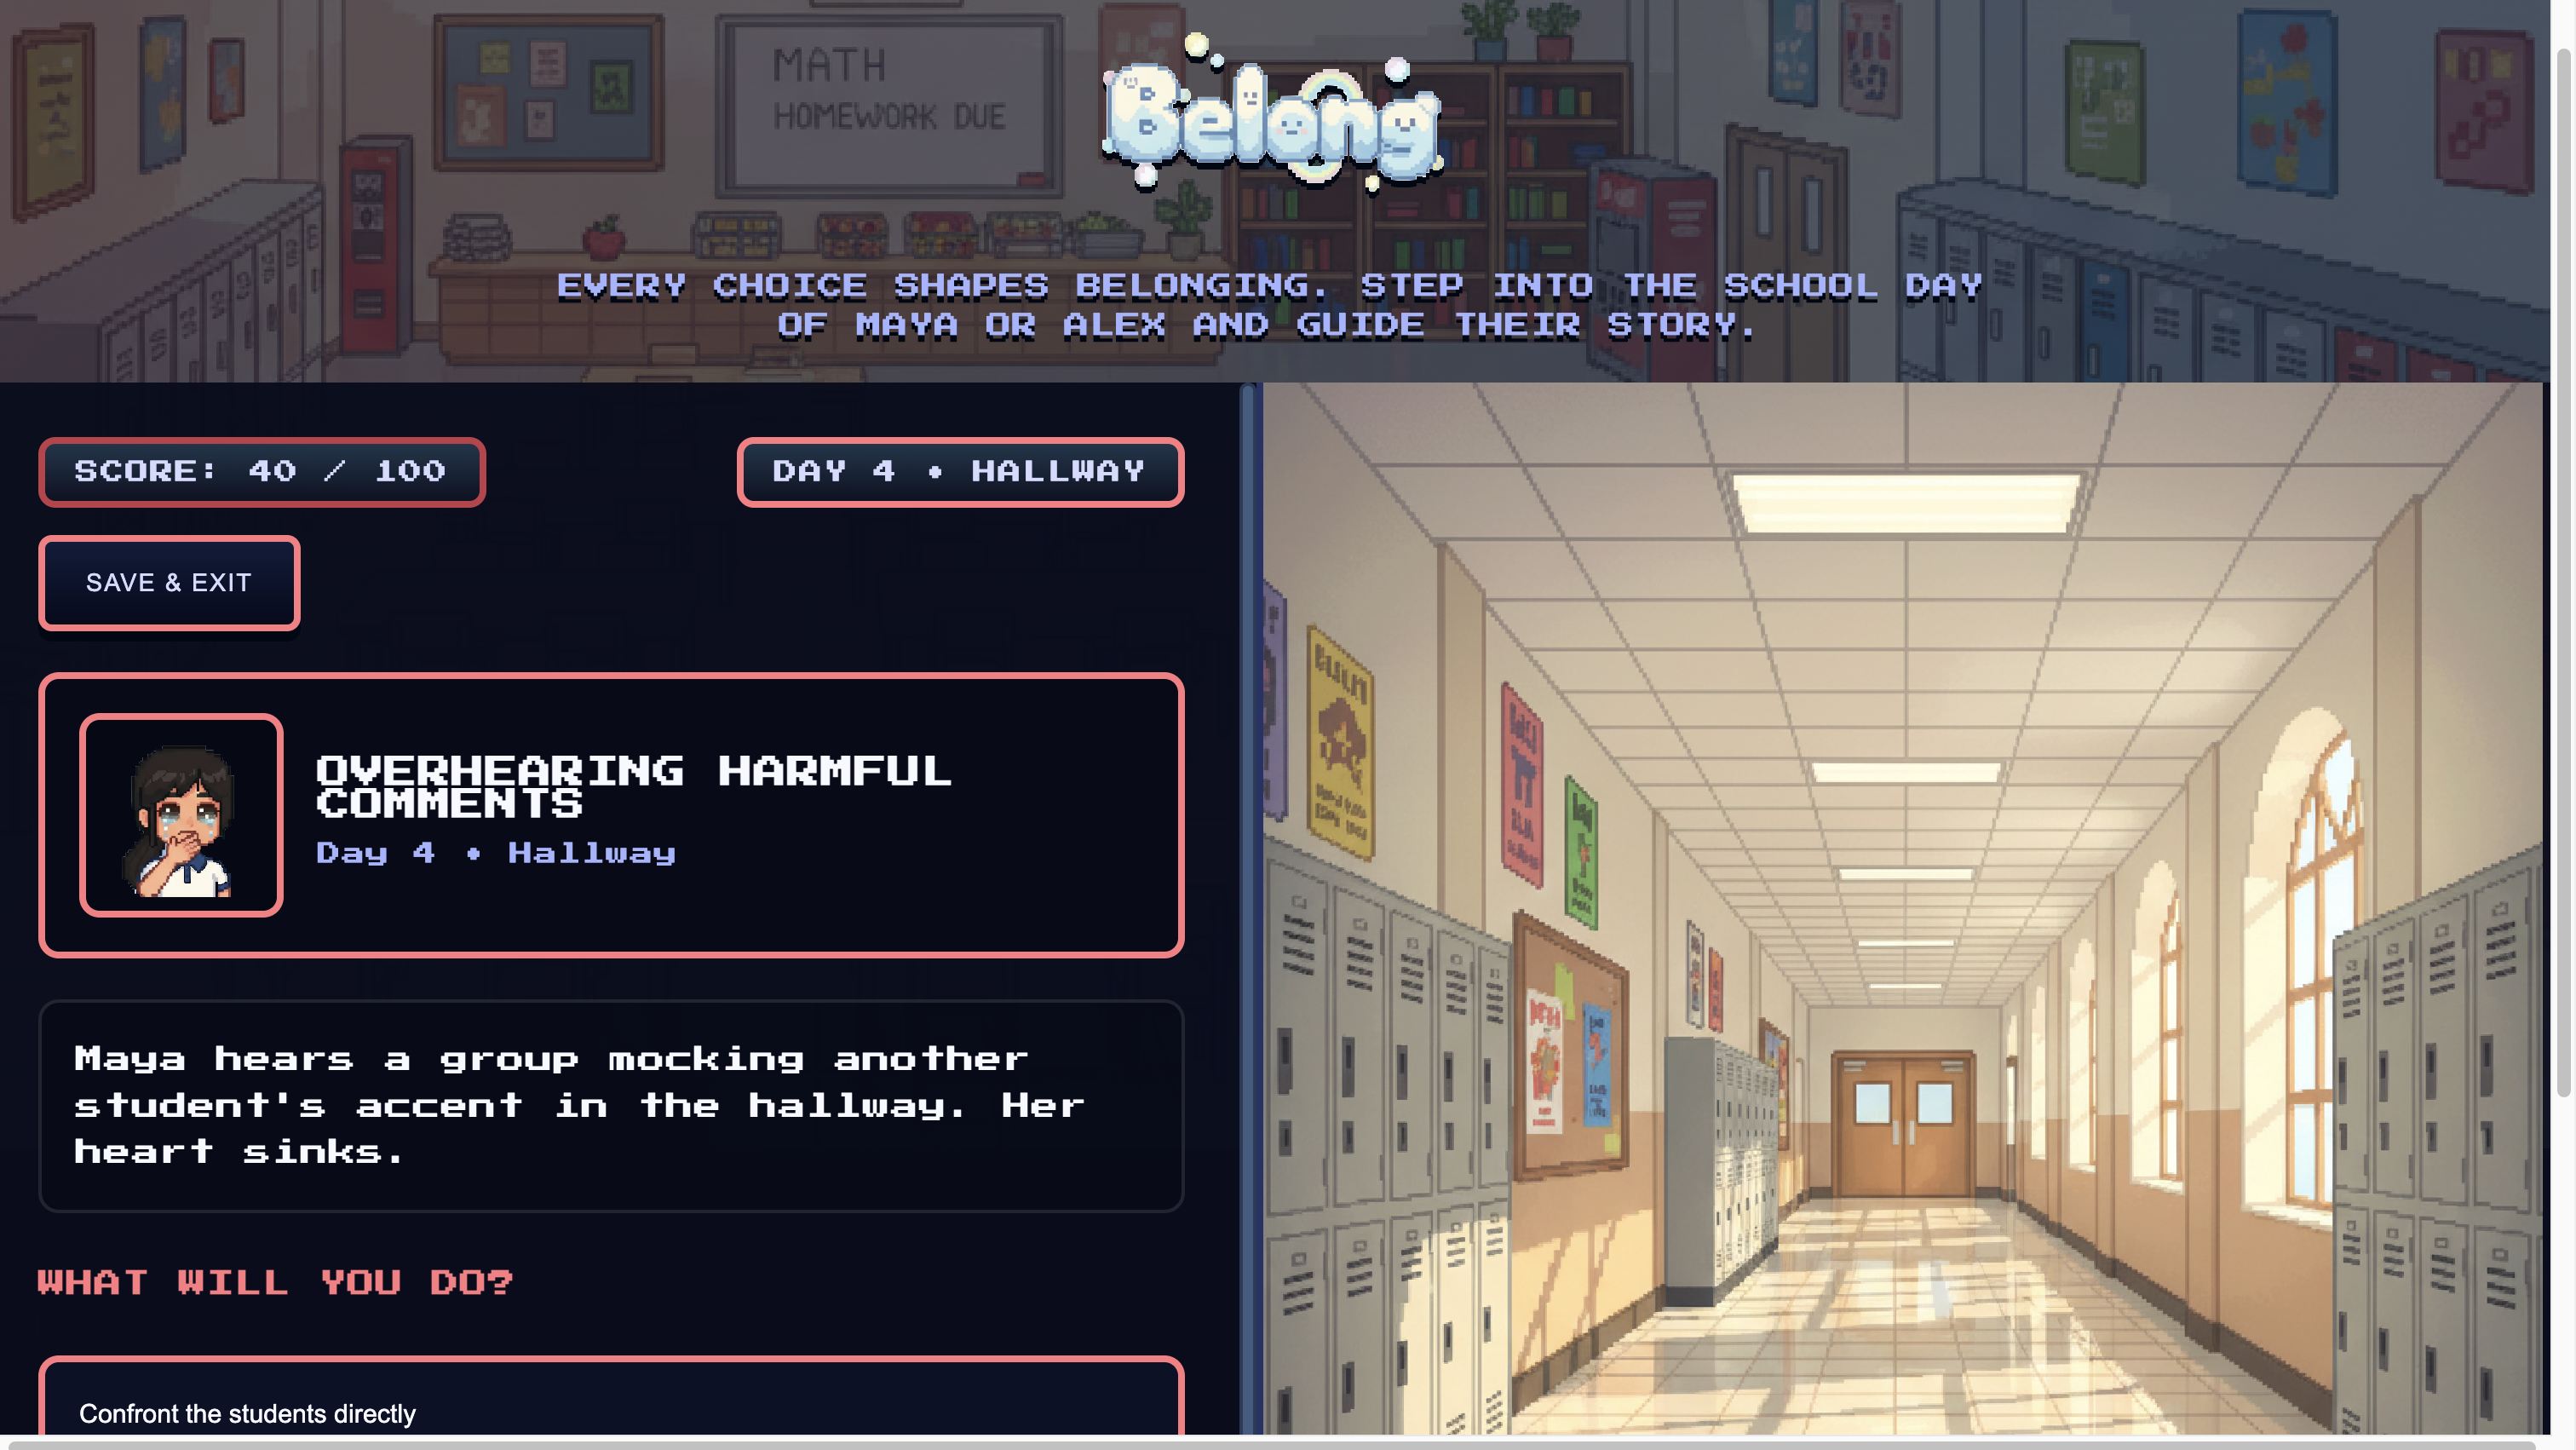 MATH
HOMEWORK DUE
Belong
EVERY CHOICE SHAPES BELONGING. STEP INTO THE SCHOOL DAY
OF MAYA OR ALEX AND GUIDE THEIR STORY.
SCORE: 40 / 100
DAY 4 • HALLWAY
SAVE & EXIT
OVERHEARING HARMFUL
COMMENTS
Day 4 • Hallway
Maya hears a group mocking another
student's accent in the hallway. Her
heart sinks.
WHAT WILL YOU DO?
Confront the students directly